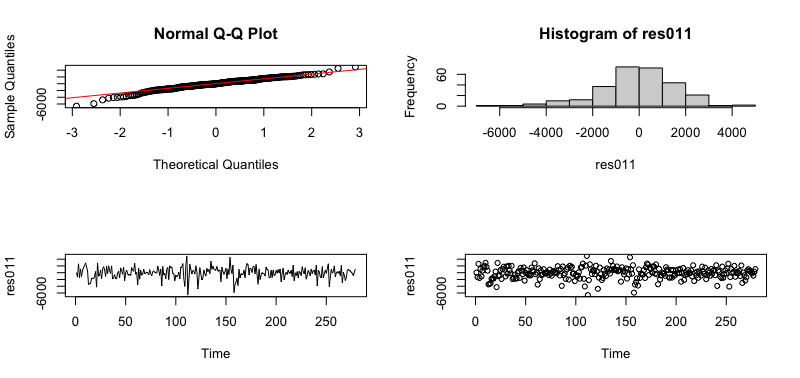 Normal Q-Q Plot
Sample Quantiles
-6000
-3 -2 -1 0 1 2 3
Theoretical Quantiles
Histogram of res011
Frequency
0 60
-6000 -4000 -2000 0 2000 4000
res011
res011
-6000
0 50 100 150 200 250
Time
res011
-6000
0 50 100 150 200 250
Time